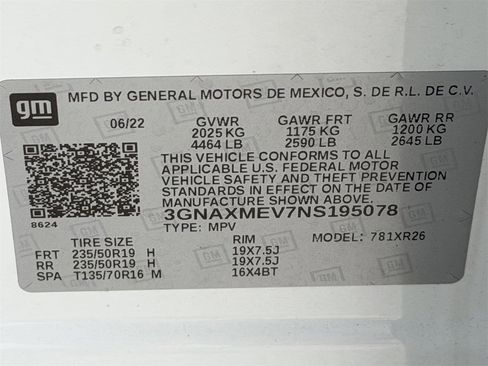 gm MFD BY GENERAL MOTORS DE MEXICO, S. DE R.L. DE C.V.
06/22 GVWR GAWR FRT GAWR RR
2025 KG 1175 KG 1200 KG
4464 LB 2590 LB 2645 LB
THIS VEHICLE CONFORMS TO ALL
APPLICABLE U.S. FEDERAL MOTOR
VEHICLE SAFETY AND THEFT PREVENTION
STANDARDS IN EFFECT ON THE DATE OF
MANUFACTURE SHOWN ABOVE.
3GNAXMEV7NS195078
8624
TYPE: MPV MODEL: 781XR26
TIRE SIZE RIM
FRT 235/50R19 H 19X7.5J
RR 235/50R19 H 19X7.5J
SPA T135/70R16 M 16X4BT